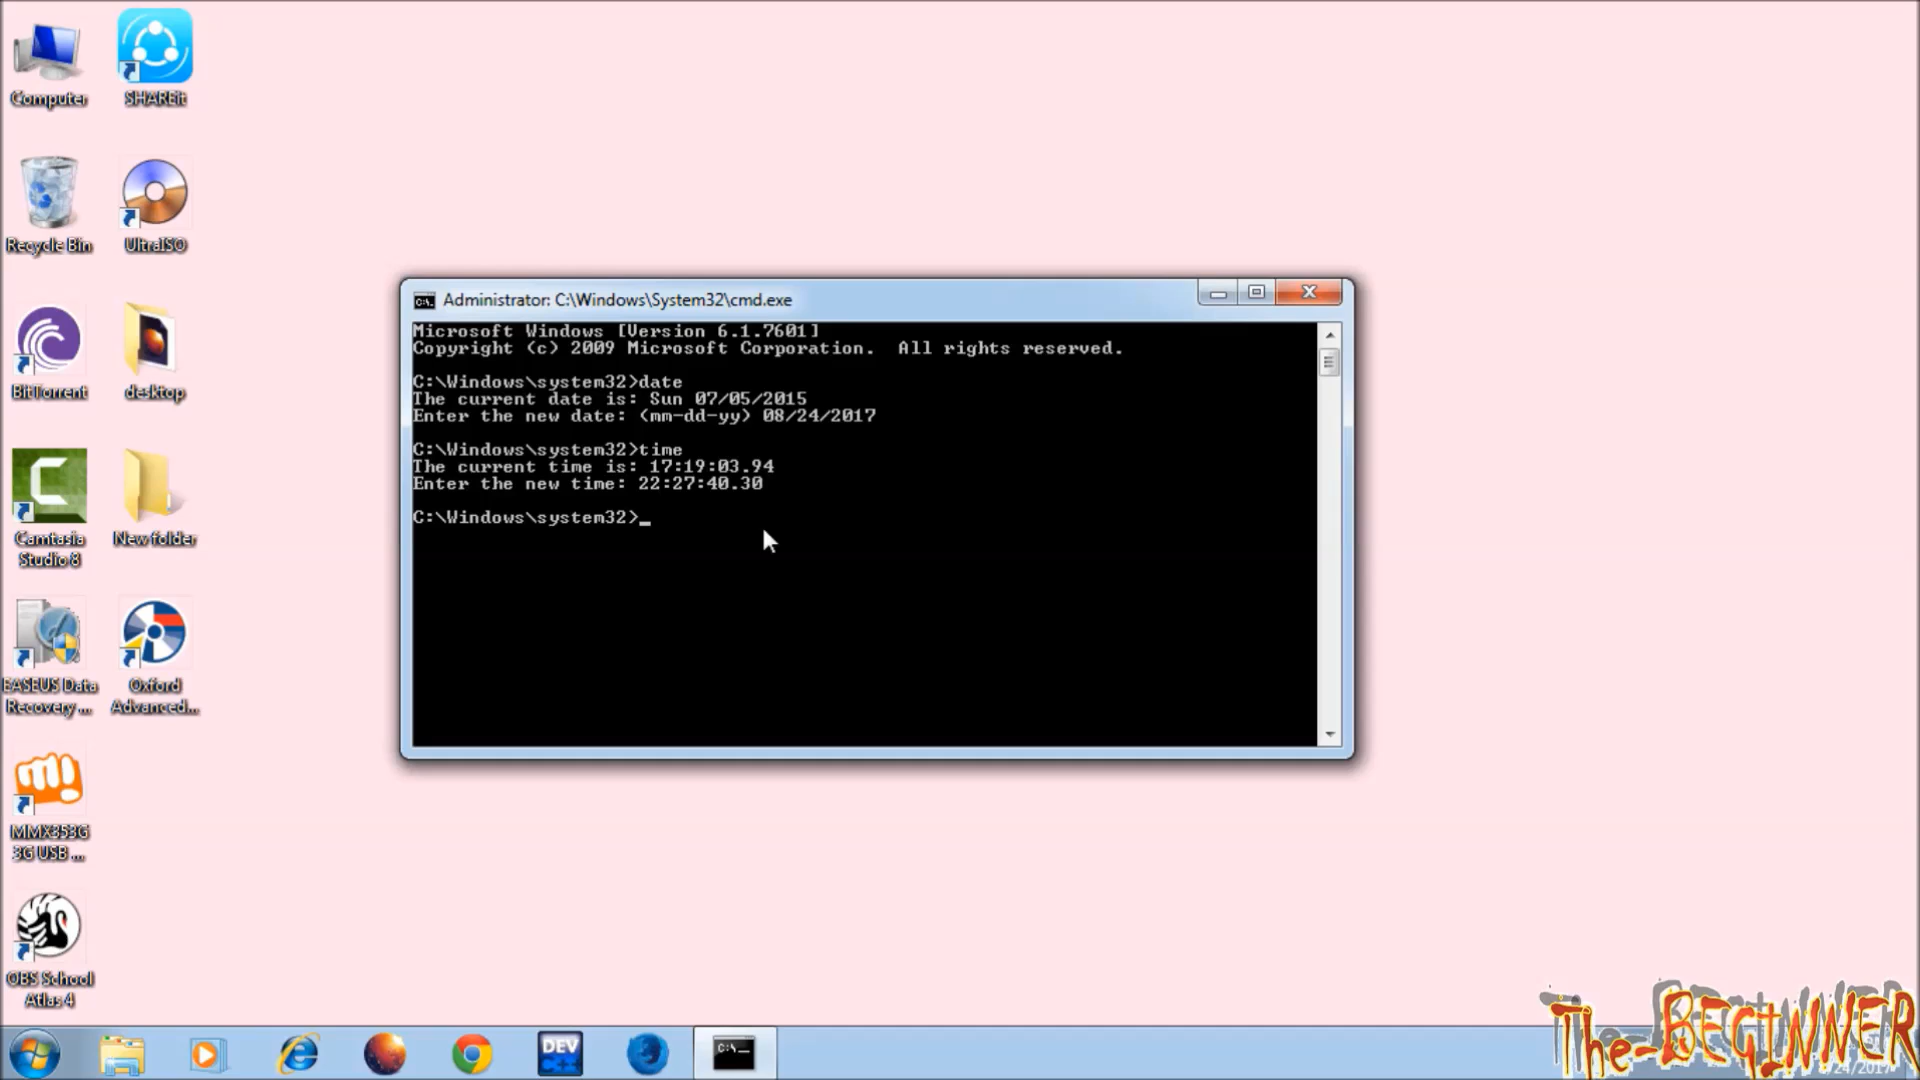 Computer
SHAREit
Recycle Bin
UltraISO
BitTorrent
desktop
Camtasia
Studio 8
New folder
EASEUS Data
Recovery ...
Oxford
Advanced...
MMX353G
3G USB ...
OBS School
Atlas 4
Administrator: C:\Windows\System32\cmd.exe
Microsoft Windows [Version 6.1.7601]
Copyright (c) 2009 Microsoft Corporation.  All rights reserved.
C:\Windows\system32>date
The current date is: Sun 07/05/2015
Enter the new date: (mm-dd-yy) 08/24/2017
C:\Windows\system32>time
The current time is: 17:19:03.94
Enter the new time: 22:27:40.30
C:\Windows\system32>_
DEV
C++
C:\_
The-BEGINNER